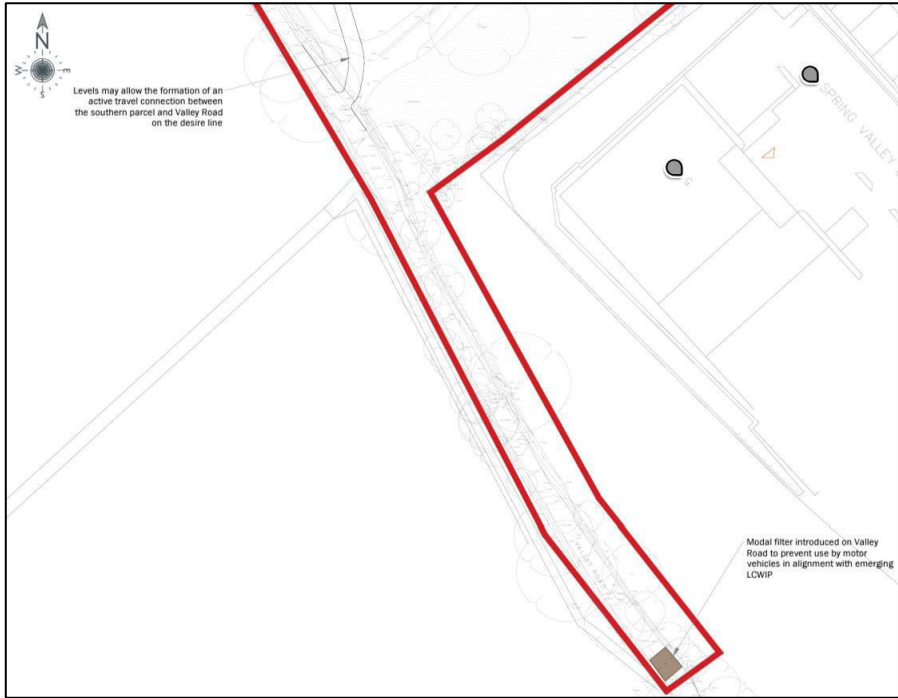 N
W
E
S
Levels may allow the formation of an
active travel connection between
the southern parcel and Valley Road
on the desire line
SPRING VALLEY
G
VALLEY ROAD
Modal filter introduced on Valley
Road to prevent use by motor
vehicles in alignment with emerging
LCWIP